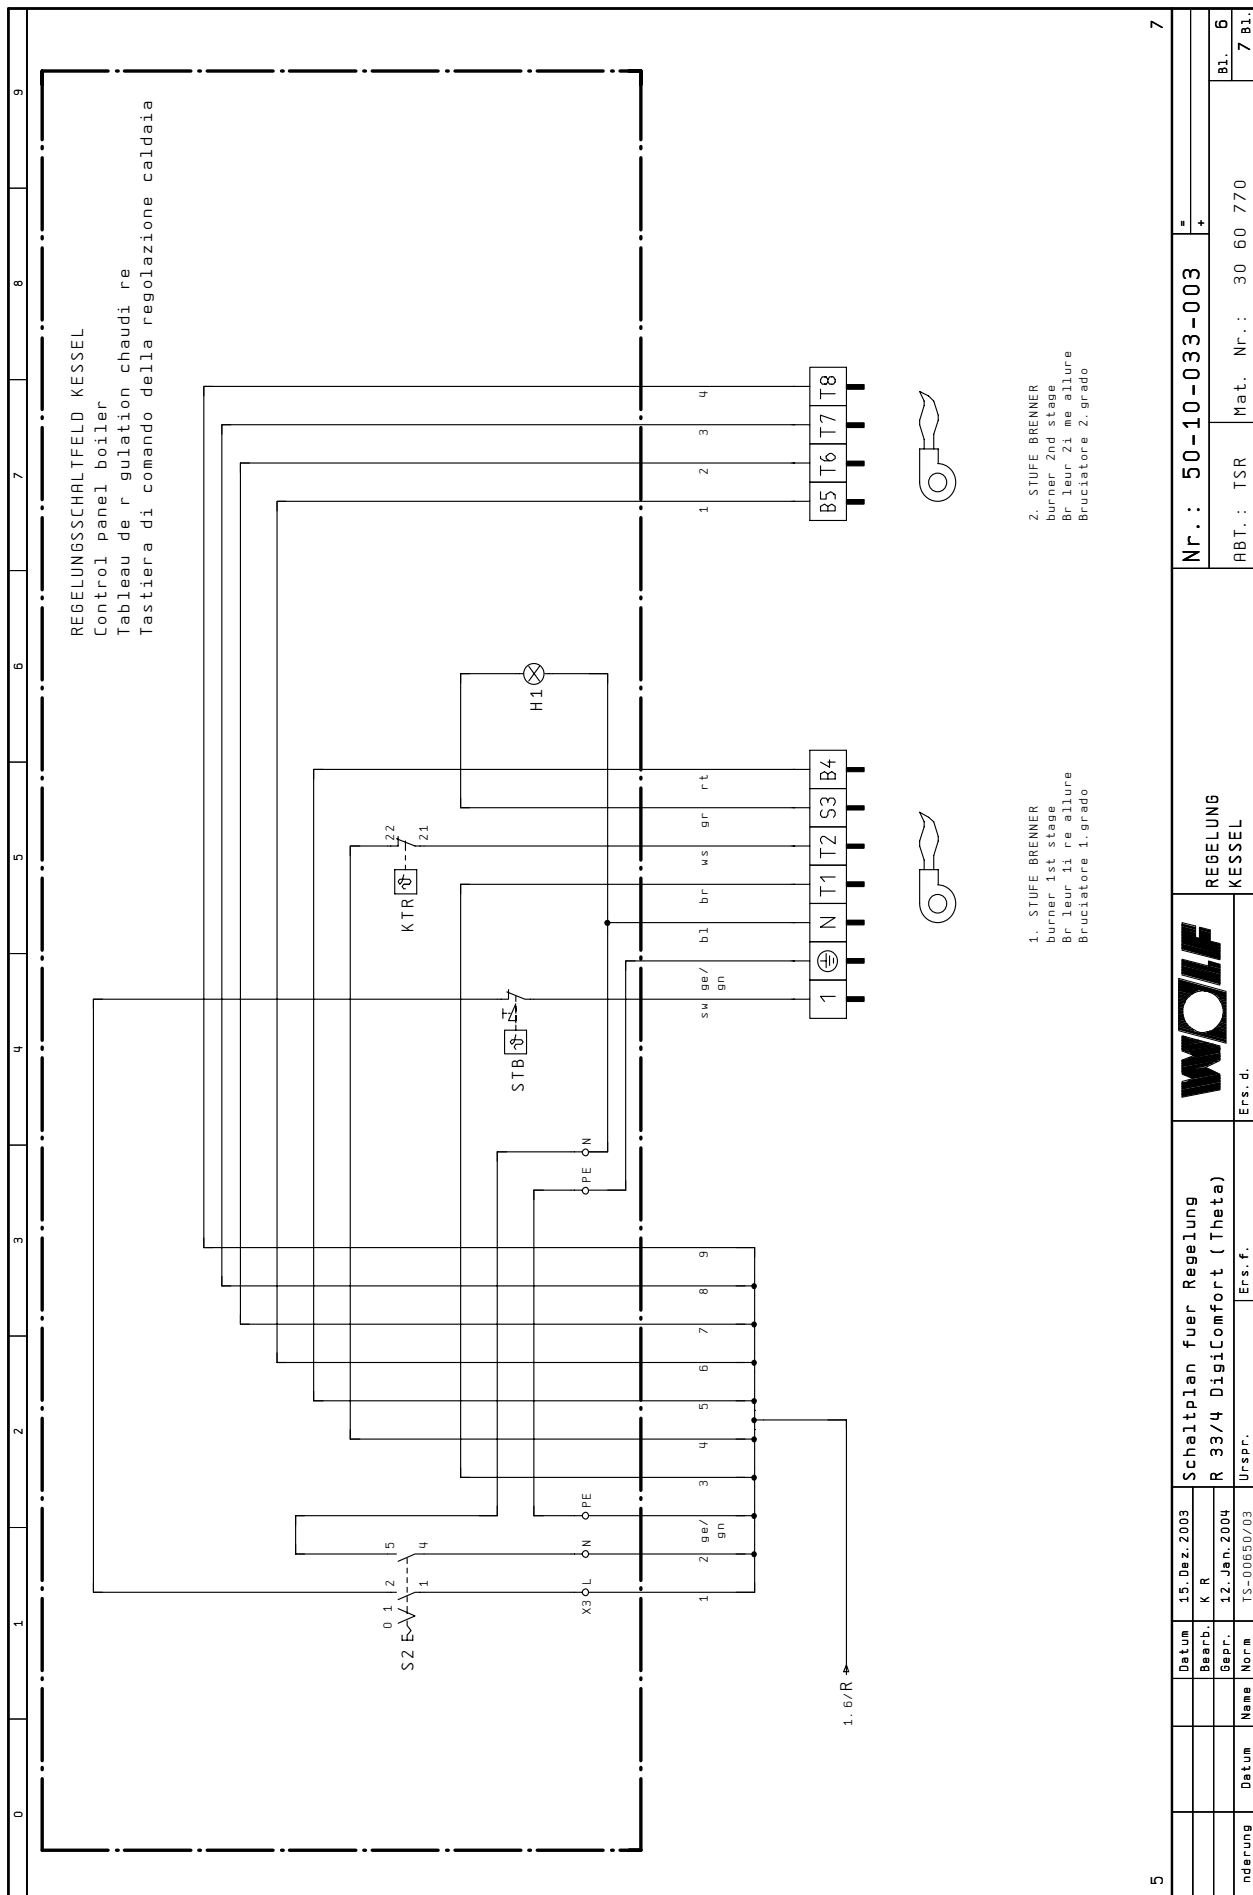 0 1 2 3 4 5 6 7 8 9
REGELUNGSSCHALTFELD KESSEL
Control panel boiler
Tableau de r gulation chaudi re
Tastiera di comando della regolazione caldaia
S2
0 1
2
1
5
4
X3
L
N
PE
PE
N
STB
KTR
22
21
H1
1
2
ge/
gn
3
4
5
6
7
8
9
sw
ge/
gn
bl
br
ws
gr
rt
1
2
3
4
1
N
T1
T2
S3
B4
B5
T6
T7
T8
1.6/R
1. STUFE BRENNER
burner 1st stage
Br leur 1i re allure
Bruciatore 1.grado
2. STUFE BRENNER
burner 2nd stage
Br leur 2i me allure
Bruciatore 2.grado
5
7
nderung
Datum
Name
Datum 15.Dez.2003
Bearb. K R
Gepr. 12.Jan.2004
Norm TS-00650/03
Schaltplan fuer Regelung
R 33/4 DigiComfort (Theta)
Urspr.
Ers.f.
Ers.d.
WOLF
REGELUNG
KESSEL
Nr.: 50-10-033-003
=
+
ABT.: TSR
Mat. Nr.: 30 60 770
Bl. 6
7 Bl.